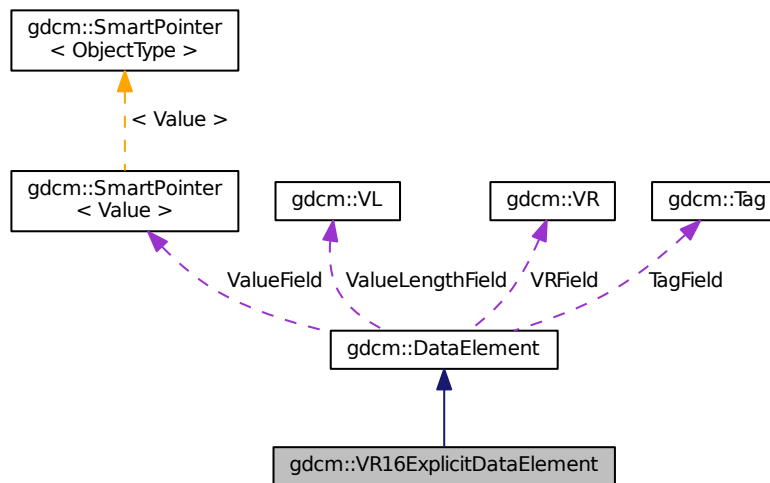 gdcm::SmartPointer
< ObjectType >
< Value >
gdcm::SmartPointer
< Value >
gdcm::VL
gdcm::VR
gdcm::Tag
ValueField
ValueLengthField
VRField
TagField
gdcm::DataElement
gdcm::VR16ExplicitDataElement